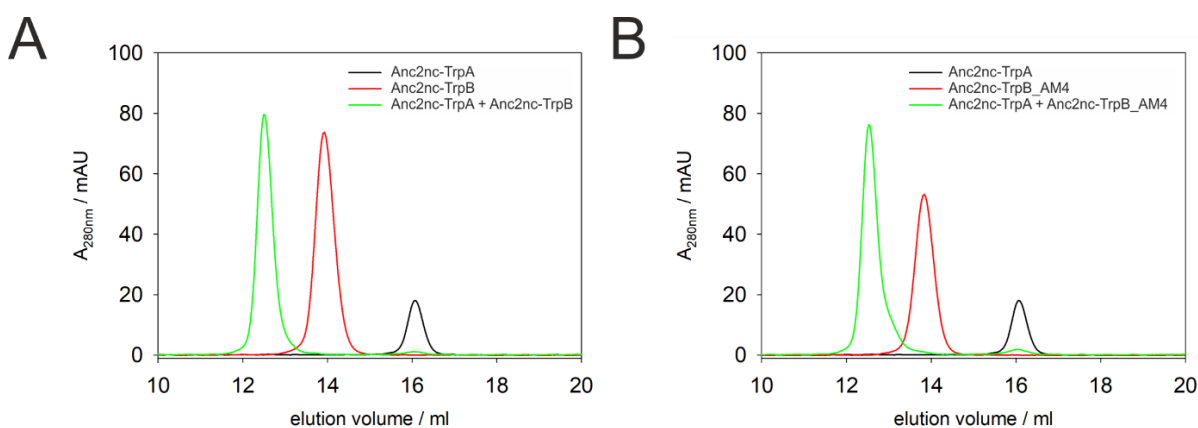 A
100
80
60
40
20
0
A280nm / mAU
Anc2nc-TrpA
Anc2nc-TrpB
Anc2nc-TrpA + Anc2nc-TrpB
10 12 14 16 18 20
elution volume / ml
B
100
80
60
40
20
0
A280nm / mAU
Anc2nc-TrpA
Anc2nc-TrpB_AM4
Anc2nc-TrpA + Anc2nc-TrpB_AM4
10 12 14 16 18 20
elution volume / ml